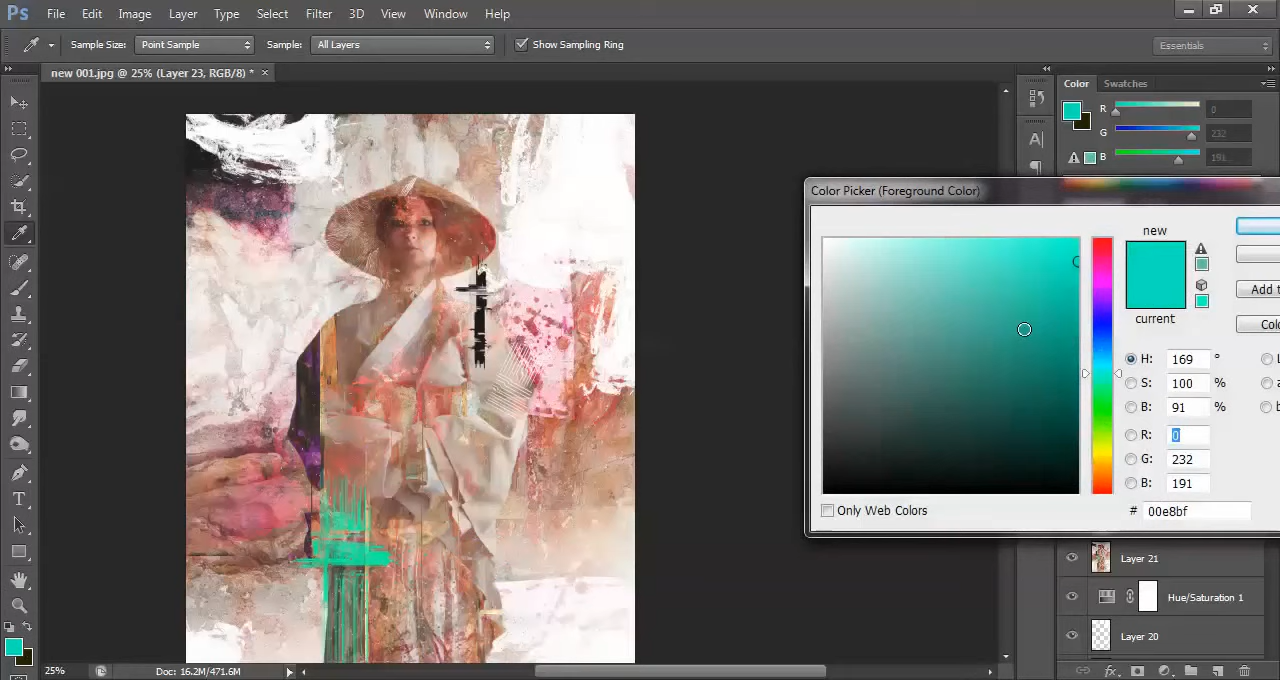 Ps File Edit Image Layer Type Select Filter 3D View Window Help
Sample Size: Point Sample Sample: All Layers Show Sampling Ring Essentials
new 001.jpg @ 25% (Layer 23, RGB/8) * ×
Color Swatches
R 0
G 232
B 191
Color Picker (Foreground Color)
new
current
Add t
Colo
H: 169 °
S: 100 %
B: 91 %
R: 0
G: 232
B: 191
L
a
b
# 00e8bf
Only Web Colors
Layer 21
Hue/Saturation 1
Layer 20
25% Doc: 16.2M/471.6M